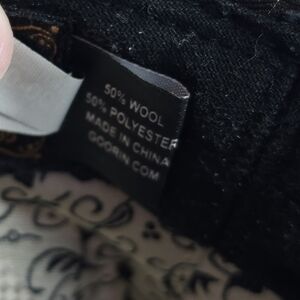 50% WOOL
50% POLYESTER
MADE IN CHINA
GOORIN.COM